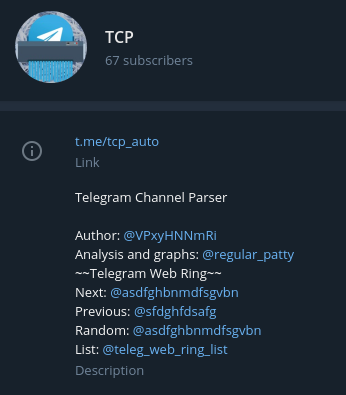 TCP
67 subscribers
t.me/tcp_auto
Link
Telegram Channel Parser
Author: @VPxyHNNmRi
Analysis and graphs: @regular_patty
~~Telegram Web Ring~~
Next: @asdfghbnmdfsgvbn
Previous: @sfdghfdsafg
Random: @asdfghbnmdfsgvbn
List: @teleg_web_ring_list
Description